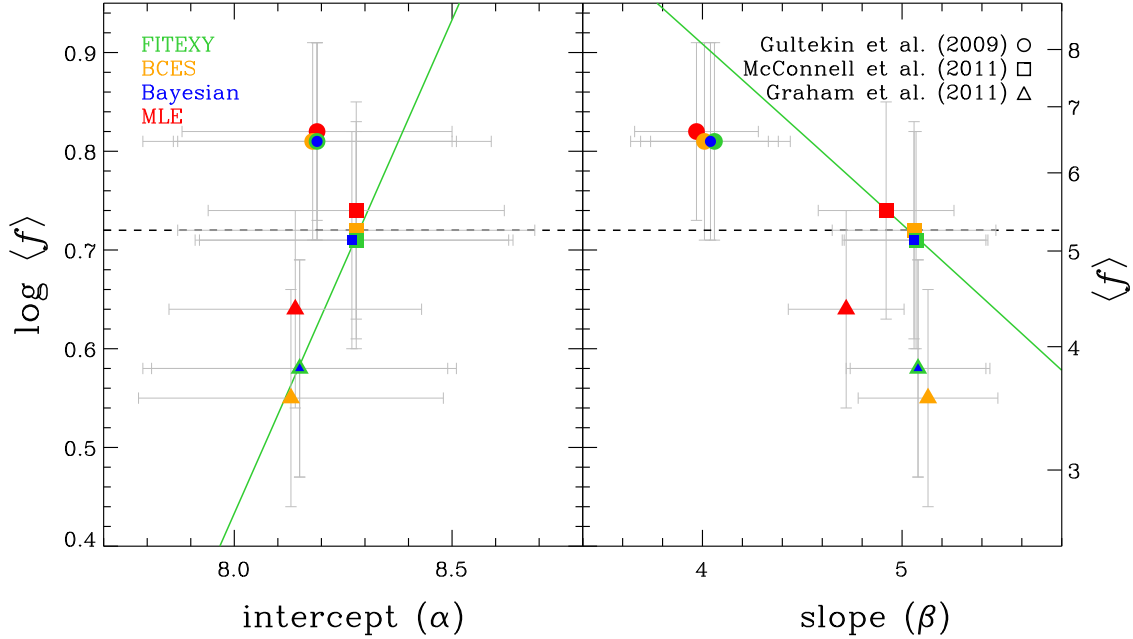 FITEXY
BCES
Bayesian
MLE
Gultekin et al. (2009)
McConnell et al. (2011)
Graham et al. (2011)
0.9
0.8
0.7
0.6
0.5
0.4
log ⟨f⟩
8
7
6
5
4
3
⟨f⟩
8.0
8.5
4
5
intercept (α)
slope (β)